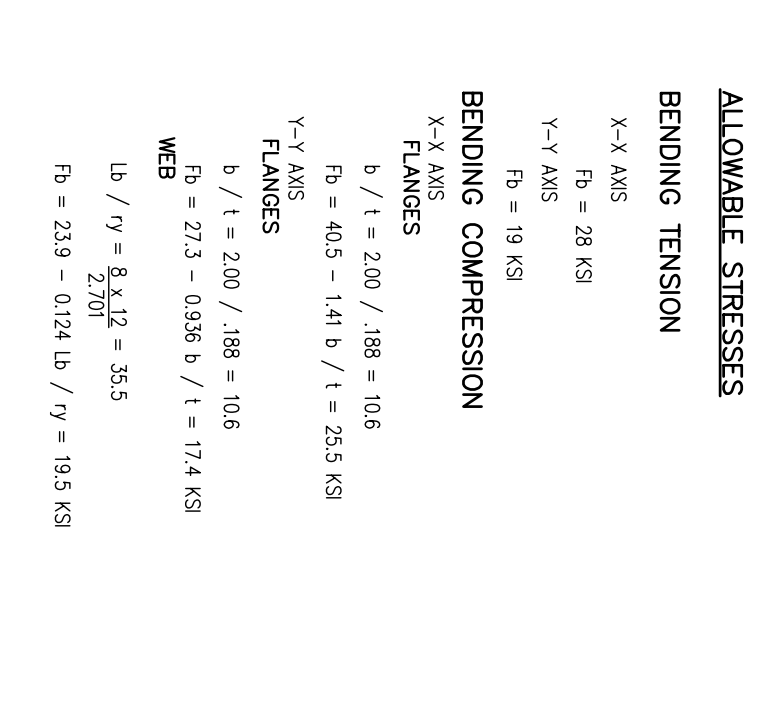 ALLOWABLE STRESSES
BENDING TENSION
X-X AXIS
Fb = 28 KSI
Y-Y AXIS
Fb = 19 KSI
BENDING COMPRESSION
X-X AXIS
FLANGES
b / t = 2.00 / .188 = 10.6
Fb = 40.5 - 1.41 b / t = 25.5 KSI
Y-Y AXIS
FLANGES
b / t = 2.00 / .188 = 10.6
Fb = 27.3 - 0.936 b / t = 17.4 KSI
WEB
Lb / ry = 8 x 12 = 35.5
2.701
Fb = 23.9 - 0.124 Lb / ry = 19.5 KSI